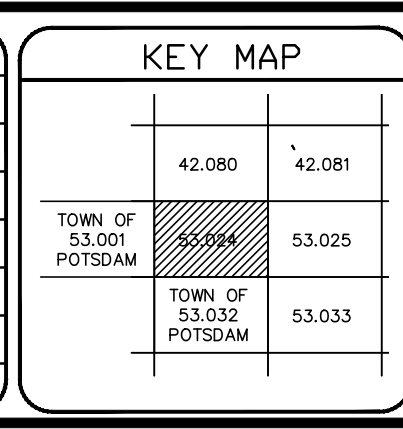 KEY MAP
42.080
42.081
TOWN OF
53.001
POTSDAM
53.024
53.025
TOWN OF
53.032
POTSDAM
53.033